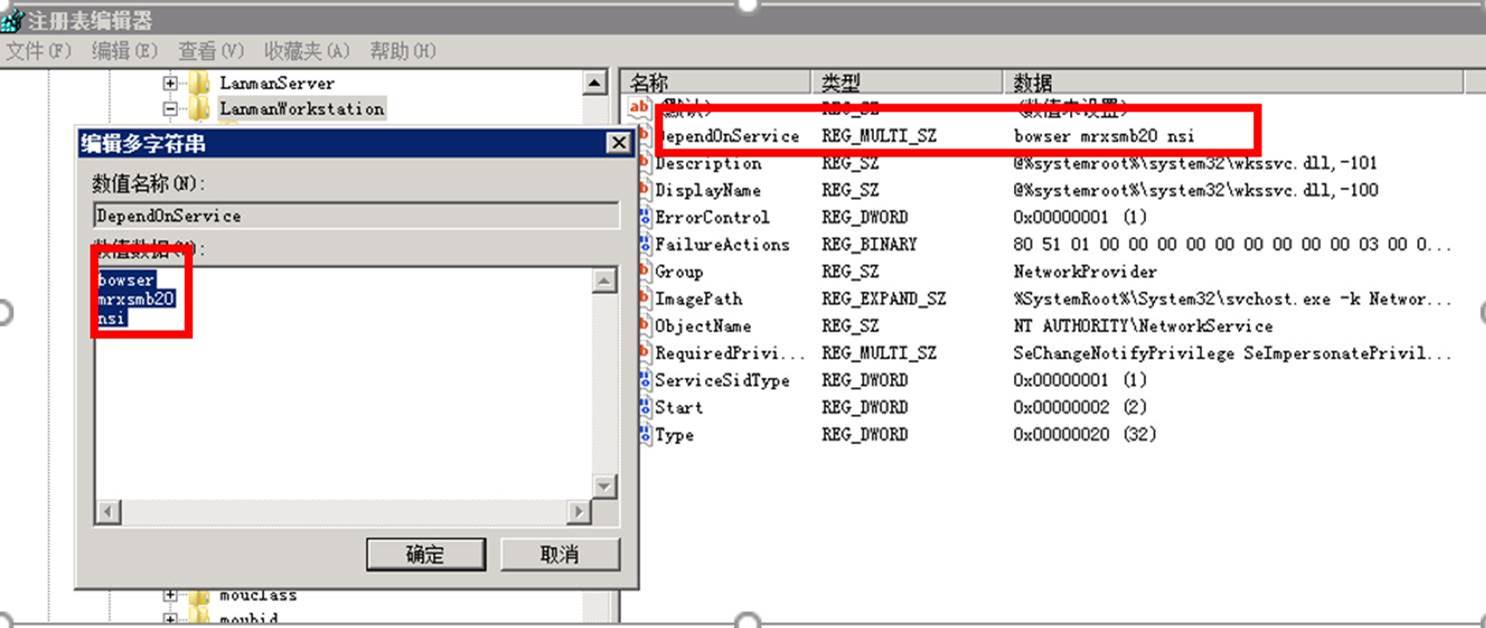 注册表编辑器
文件(F) 编辑(E) 查看(V) 收藏夹(A) 帮助(H)
LanmanServer
LanmanWorkstation
编辑多字符串
数值名称(N):
DependOnService
数值数据(V):
bowser
mrxsmb20
nsi
确定 取消
mouclass
mouhid
名称 类型 数据
ab (默认) REG_SZ (数值未设置)
DependOnService REG_MULTI_SZ bowser mrxsmb20 nsi
Description REG_SZ @%systemroot%\system32\wkssvc.dll,-101
DisplayName REG_SZ @%systemroot%\system32\wkssvc.dll,-100
ErrorControl REG_DWORD 0x00000001 (1)
FailureActions REG_BINARY 80 51 01 00 00 00 00 00 00 00 00 00 03 00 0...
Group REG_SZ NetworkProvider
ImagePath REG_EXPAND_SZ %SystemRoot%\System32\svchost.exe -k Networ...
ObjectName REG_SZ NT AUTHORITY\NetworkService
RequiredPrivi... REG_MULTI_SZ SeChangeNotifyPrivilege SeImpersonatePrivil...
ServiceSidType REG_DWORD 0x00000001 (1)
Start REG_DWORD 0x00000002 (2)
Type REG_DWORD 0x00000020 (32)